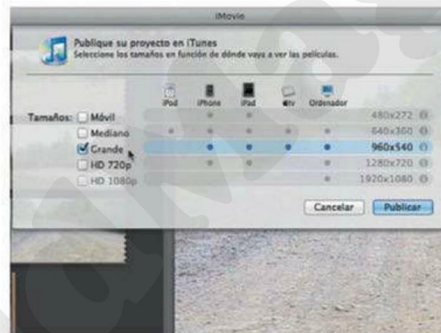 iMovie
Publique su proyecto en iTunes
Seleccione los tamaños en función de dónde vaya a ver las películas.
iPod iPhone iPad tv Ordenador
Tamaños: Móvil 480x272
Mediano 640x360
Grande 960x540
HD 720p 1280x720
HD 1080p 1920x1080
Cancelar Publicar